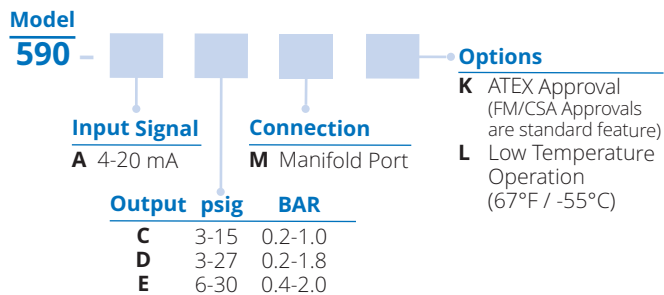 Model
590 –
Options
K ATEX Approval
(FM/CSA Approvals
are standard feature)
L Low Temperature
Operation
(67°F / -55°C)
Input Signal
A 4-20 mA
Connection
M Manifold Port
Output psig BAR
C 3-15 0.2-1.0
D 3-27 0.2-1.8
E 6-30 0.4-2.0